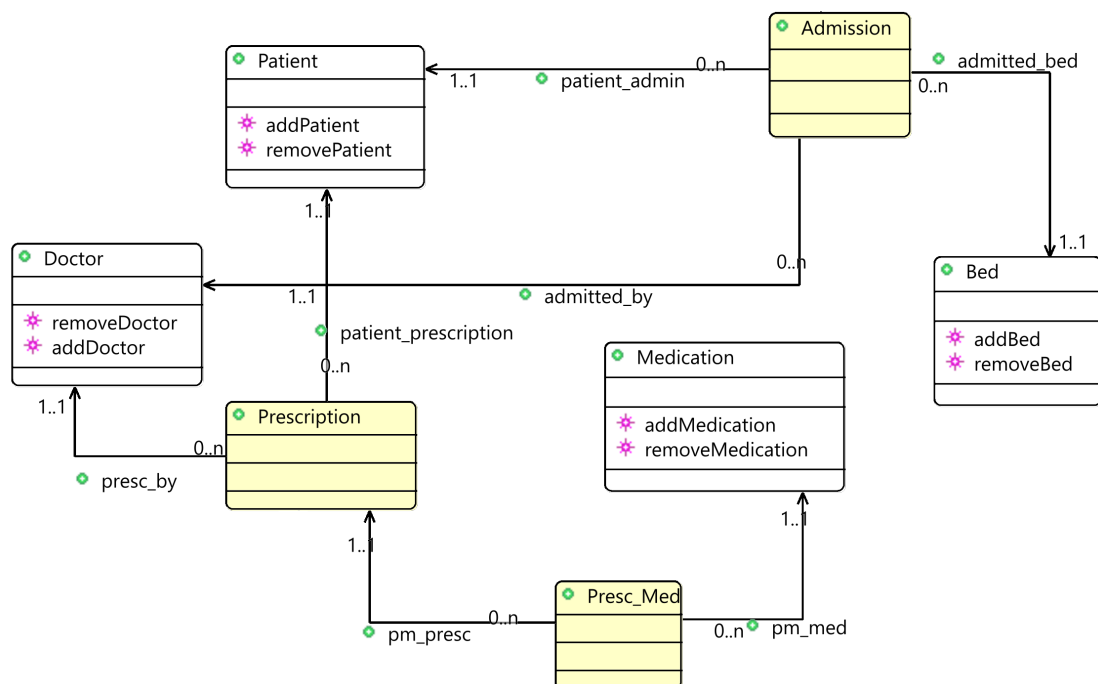 Admission
Patient
0..n
admitted_bed
1..1
patient_admin
0..n
addPatient
removePatient
1..1
Doctor
0..n
1..1
Bed
1..1
admitted_by
removeDoctor
addDoctor
patient_prescription
addBed
removeBed
0..n
Medication
1..1
Prescription
addMedication
removeMedication
0..n
presc_by
1..1
1..1
Presc_Med
0..n
pm_presc
0..n
pm_med